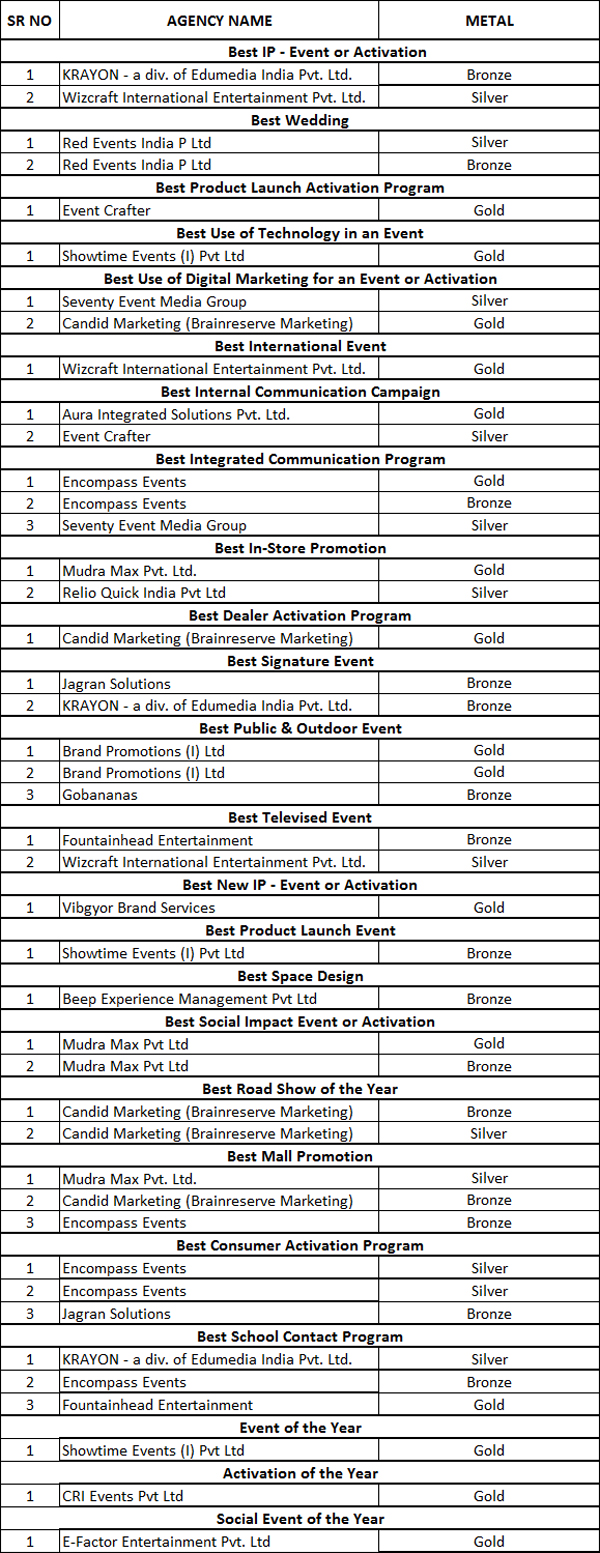 SR NO AGENCY NAME METAL
Best IP - Event or Activation
1 KRAYON - a div. of Edumedia India Pvt. Ltd. Bronze
2 Wizcraft International Entertainment Pvt. Ltd. Silver
Best Wedding
1 Red Events India P Ltd Silver
2 Red Events India P Ltd Bronze
Best Product Launch Activation Program
1 Event Crafter Gold
Best Use of Technology in an Event
1 Showtime Events (I) Pvt Ltd Gold
Best Use of Digital Marketing for an Event or Activation
1 Seventy Event Media Group Silver
2 Candid Marketing (Brainreserve Marketing) Gold
Best International Event
1 Wizcraft International Entertainment Pvt. Ltd. Gold
Best Internal Communication Campaign
1 Aura Integrated Solutions Pvt. Ltd. Gold
2 Event Crafter Silver
Best Integrated Communication Program
1 Encompass Events Gold
2 Encompass Events Bronze
3 Seventy Event Media Group Silver
Best In-Store Promotion
1 Mudra Max Pvt. Ltd. Gold
2 Relio Quick India Pvt Ltd Silver
Best Dealer Activation Program
1 Candid Marketing (Brainreserve Marketing) Gold
Best Signature Event
1 Jagran Solutions Bronze
2 KRAYON - a div. of Edumedia India Pvt. Ltd. Bronze
Best Public & Outdoor Event
1 Brand Promotions (I) Ltd Gold
2 Brand Promotions (I) Ltd Gold
3 Gobananas Bronze
Best Televised Event
1 Fountainhead Entertainment Bronze
2 Wizcraft International Entertainment Pvt. Ltd. Silver
Best New IP - Event or Activation
1 Vibgyor Brand Services Gold
Best Product Launch Event
1 Showtime Events (I) Pvt Ltd Bronze
Best Space Design
1 Beep Experience Management Pvt Ltd Bronze
Best Social Impact Event or Activation
1 Mudra Max Pvt Ltd Gold
2 Mudra Max Pvt Ltd Bronze
Best Road Show of the Year
1 Candid Marketing (Brainreserve Marketing) Bronze
2 Candid Marketing (Brainreserve Marketing) Silver
Best Mall Promotion
1 Mudra Max Pvt. Ltd. Silver
2 Candid Marketing (Brainreserve Marketing) Bronze
3 Encompass Events Bronze
Best Consumer Activation Program
1 Encompass Events Silver
2 Encompass Events Silver
3 Jagran Solutions Bronze
Best School Contact Program
1 KRAYON - a div. of Edumedia India Pvt. Ltd. Silver
2 Encompass Events Bronze
3 Fountainhead Entertainment Gold
Event of the Year
1 Showtime Events (I) Pvt Ltd Gold
Activation of the Year
1 CRI Events Pvt Ltd Gold
Social Event of the Year
1 E-Factor Entertainment Pvt. Ltd Gold